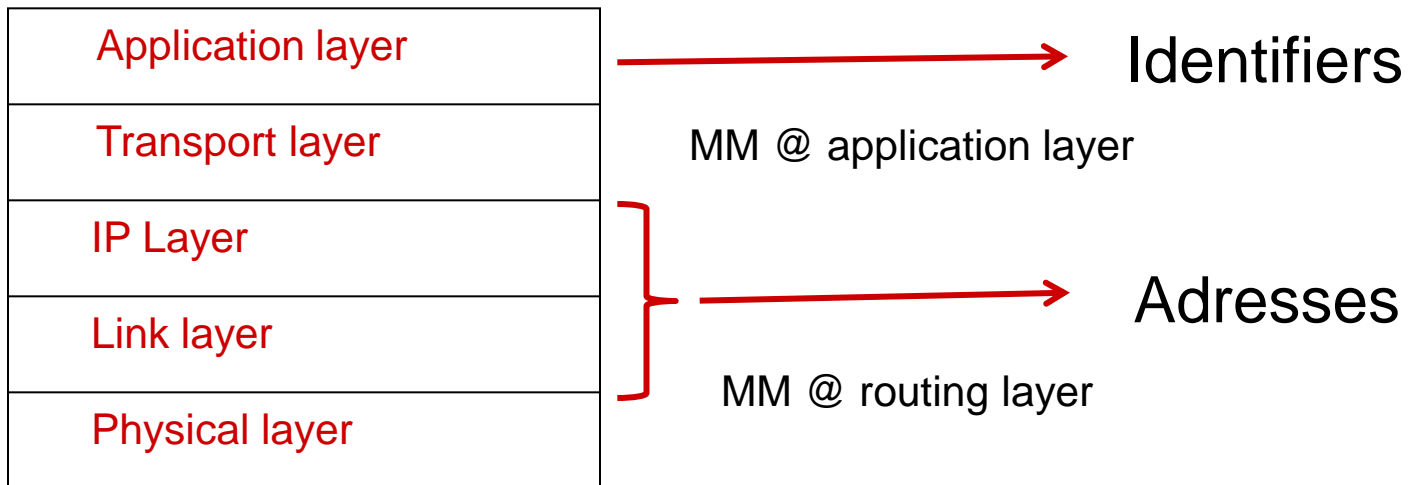 Application layer
Identifiers
Transport layer
MM @ application layer
IP Layer
Adresses
Link layer
MM @ routing layer
Physical layer